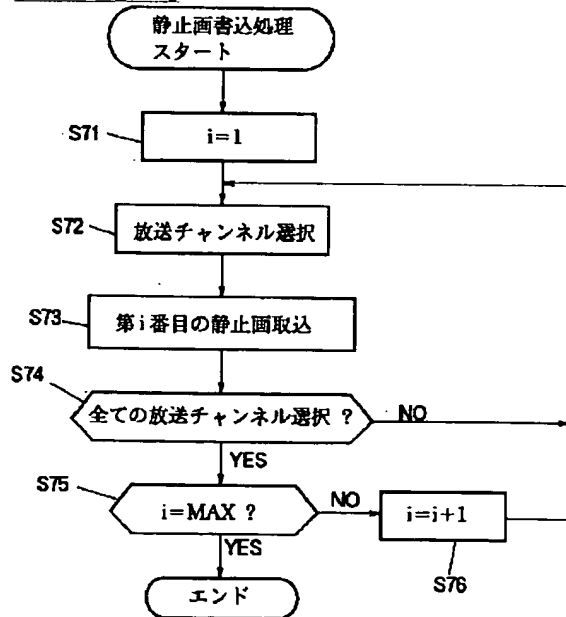 静止画書込処理
スタート
S71
i=1
S72
放送チャンネル選択
S73
第i番目の静止画取込
S74
全ての放送チャンネル選択 ?
NO
YES
S75
i=MAX ?
NO
i=i+1
YES
S76
エンド